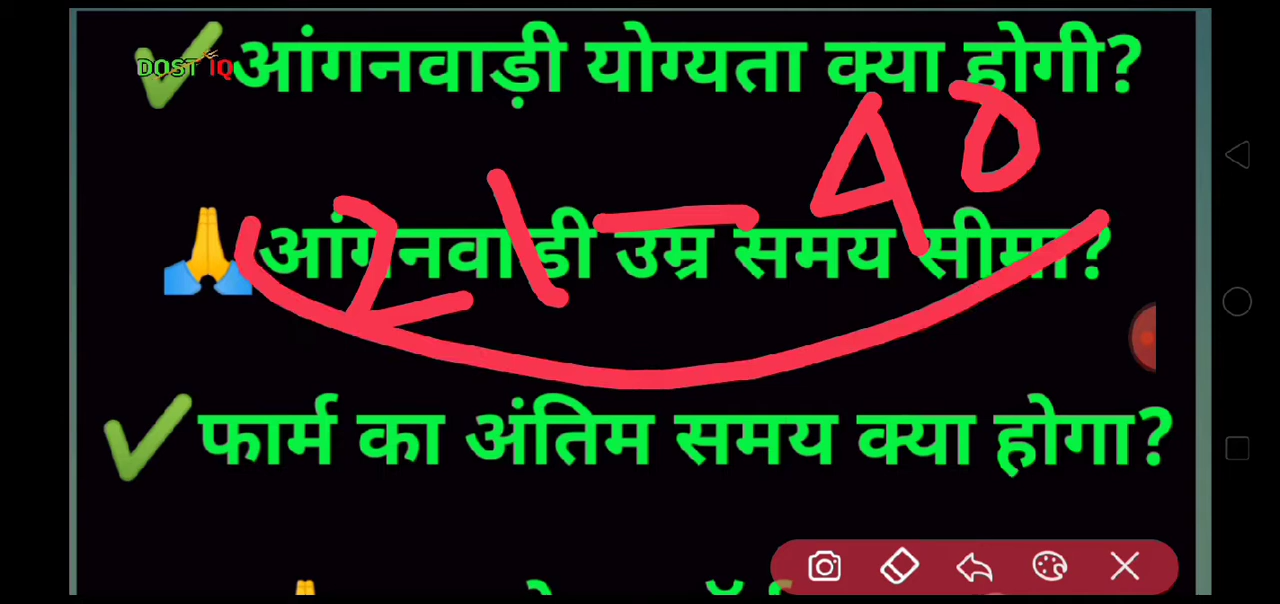 DOST IQ
आंगनवाड़ी योग्यता क्या होगी?
21 - 40
आंगनवाड़ी उम्र समय सीमा?
फार्म का अंतिम समय क्या होगा?